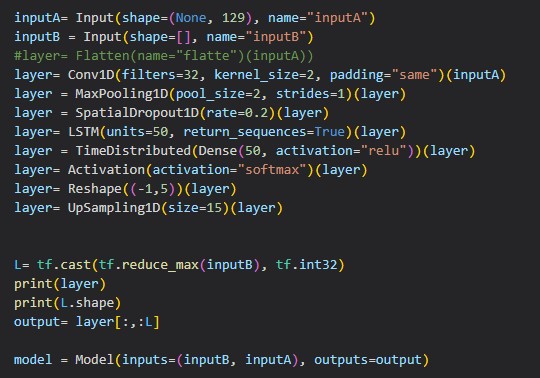 inputA= Input(shape=(None, 129), name="inputA")
inputB = Input(shape=[], name="inputB")
#layer= Flatten(name="flatte")(inputA))
layer= Conv1D(filters=32, kernel_size=2, padding="same")(inputA)
layer = MaxPooling1D(pool_size=2, strides=1)(layer)
layer = SpatialDropout1D(rate=0.2)(layer)
layer= LSTM(units=50, return_sequences=True)(layer)
layer = TimeDistributed(Dense(50, activation="relu"))(layer)
layer= Activation(activation="softmax")(layer)
layer= Reshape((-1,5))(layer)
layer= UpSampling1D(size=15)(layer)
L= tf.cast(tf.reduce_max(inputB), tf.int32)
print(layer)
print(L.shape)
output= layer[:,:L]
model = Model(inputs=(inputB, inputA), outputs=output)